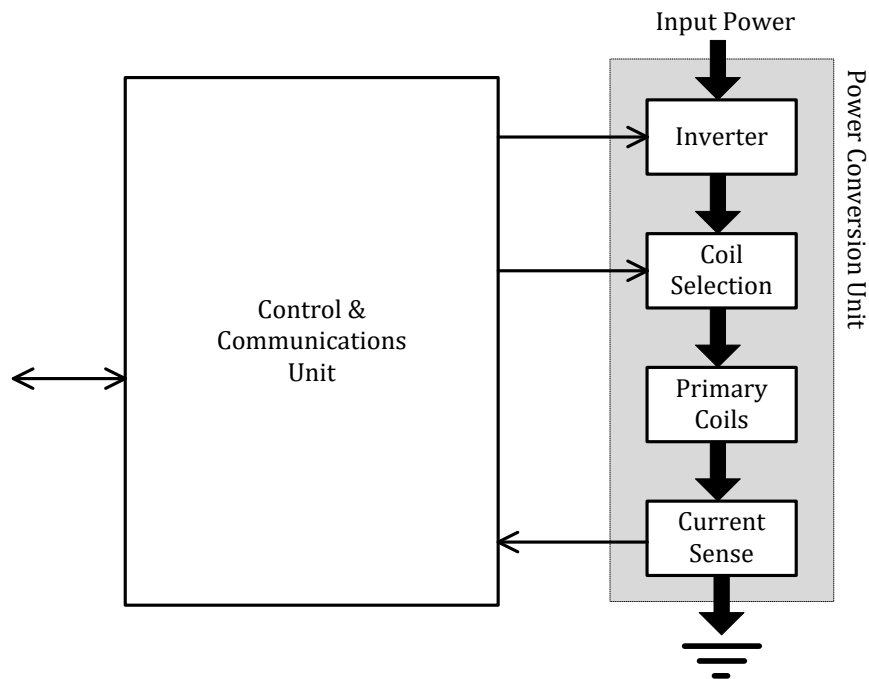 Input Power
Power Conversion Unit
Inverter
Coil
Selection
Control &
Communications
Unit
Primary
Coils
Current
Sense